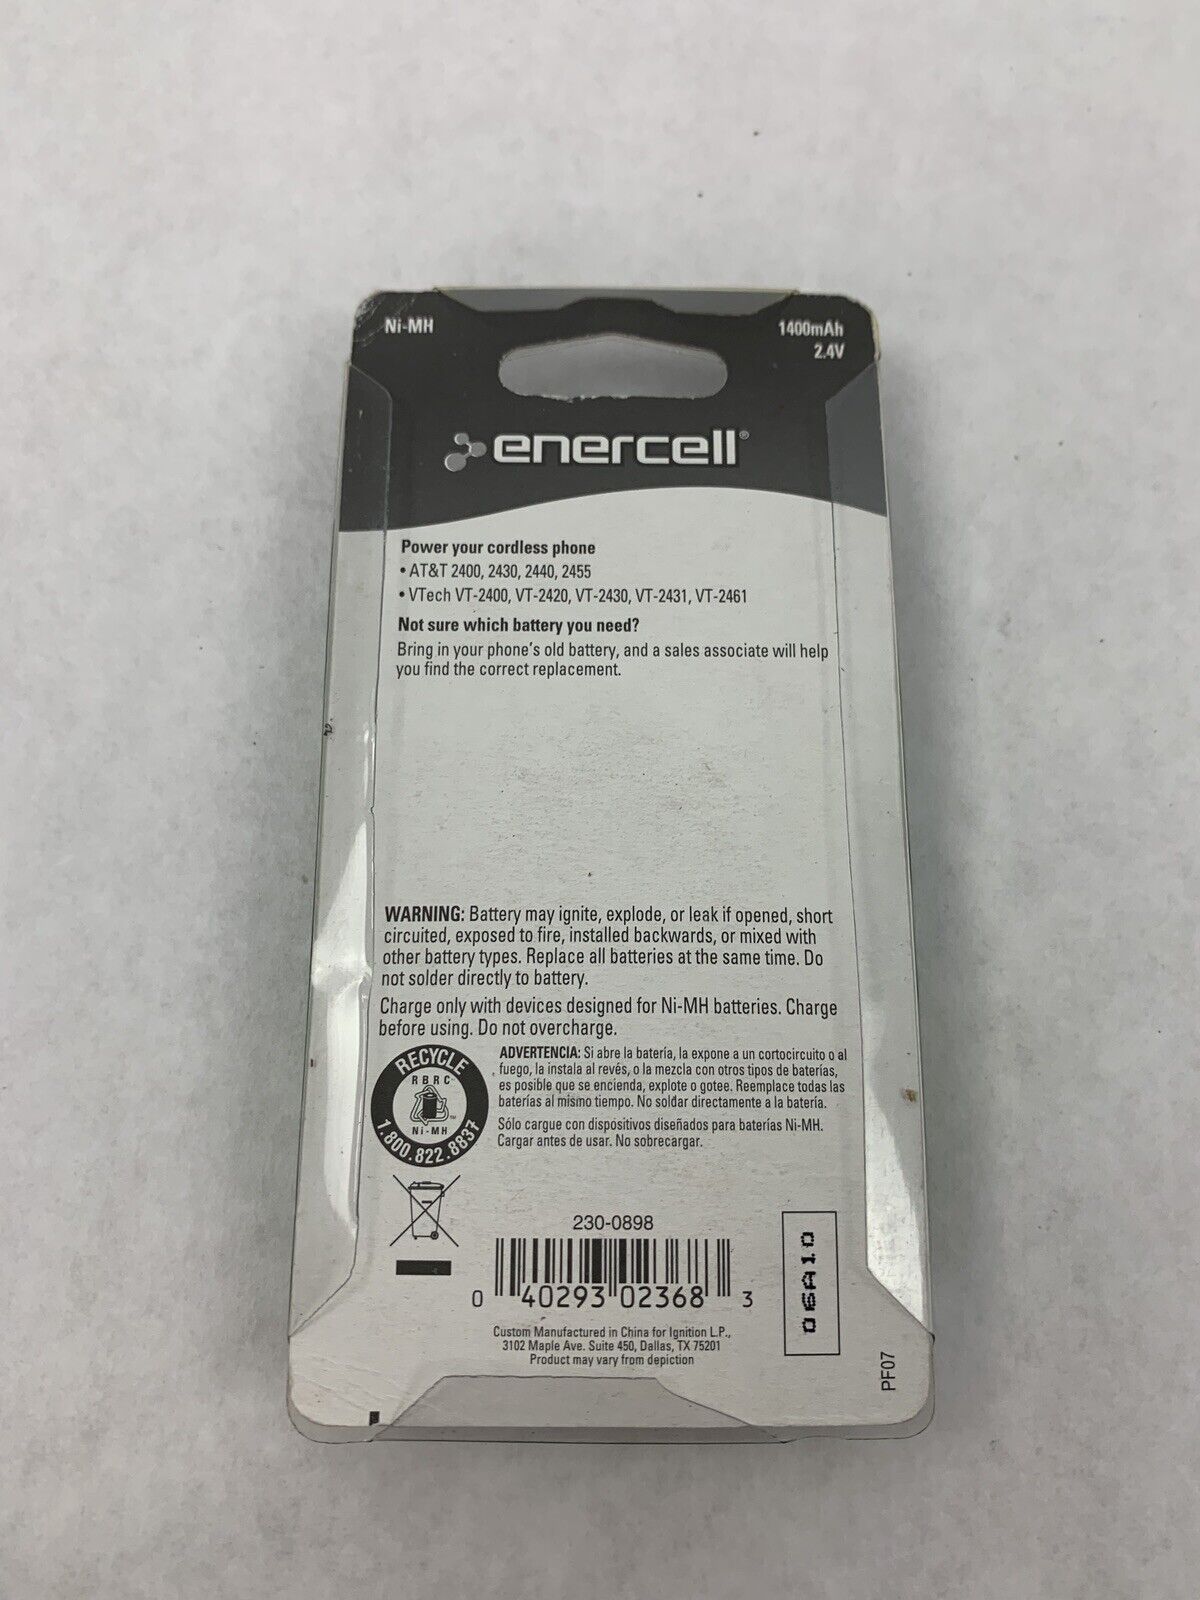 Ni-MH
1400mAh
2.4V
enercell®
Power your cordless phone
• AT&T 2400, 2430, 2440, 2455
• VTech VT-2400, VT-2420, VT-2430, VT-2431, VT-2461
Not sure which battery you need?
Bring in your phone's old battery, and a sales associate will help
you find the correct replacement.
WARNING: Battery may ignite, explode, or leak if opened, short
circuited, exposed to fire, installed backwards, or mixed with
other battery types. Replace all batteries at the same time. Do
not solder directly to battery.
Charge only with devices designed for Ni-MH batteries. Charge
before using. Do not overcharge.
RECYCLE
RBRC™
Ni-MH
1.800.822.8837
ADVERTENCIA: Si abre la batería, la expone a un cortocircuito o al
fuego, la instala al revés, o la mezcla con otros tipos de baterías,
es posible que se encienda, explote o gotee. Reemplace todas las
baterías al mismo tiempo. No soldar directamente a la batería.
Sólo cargue con dispositivos diseñados para baterías Ni-MH.
Cargar antes de usar. No sobrecargar.
230-0898
0 40293 02368 3
Custom Manufactured in China for Ignition L.P.,
3102 Maple Ave. Suite 450, Dallas, TX 75201
Product may vary from depiction
06A10
PF07